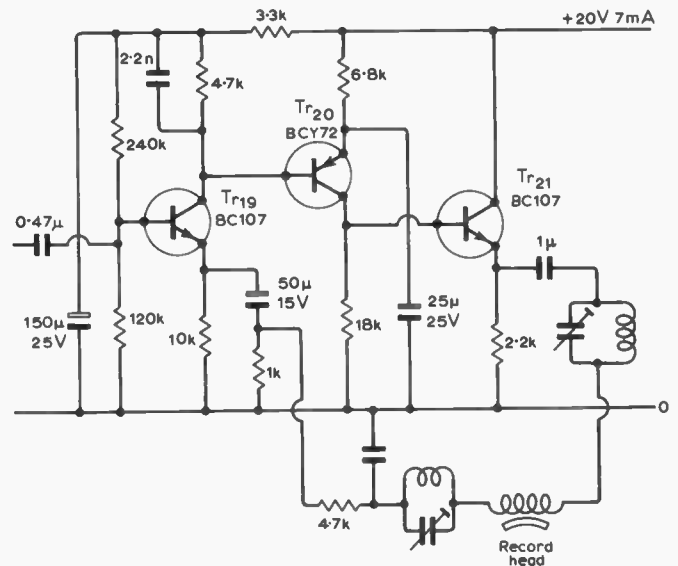 3·3k
+20V 7mA
2·2n
4·7k
6·8k
240k
Tr20
BCY72
Tr19
BC107
Tr21
BC107
0·47μ
1μ
150μ
25V
120k
10k
50μ
15V
1k
18k
25μ
25V
2·2k
0
4·7k
Record
head